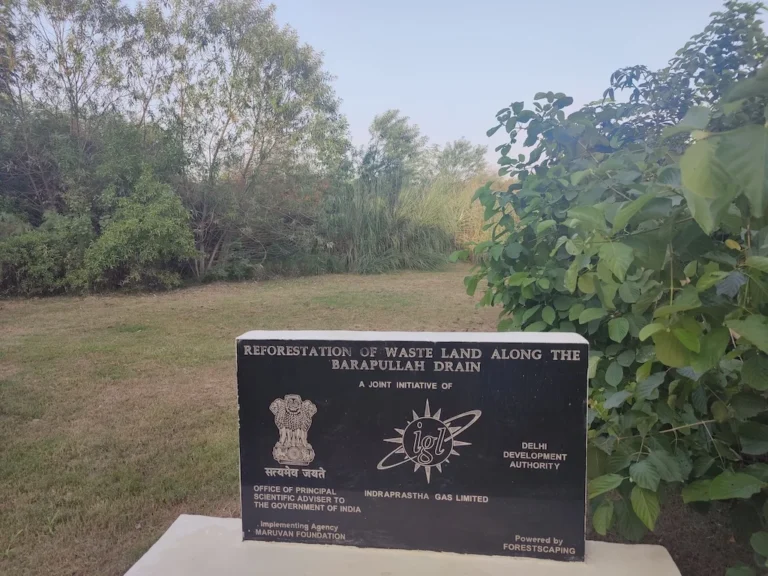 REFORESTATION OF WASTE LAND ALONG THE
BARAPULLAH DRAIN
A JOINT INITIATIVE OF
सत्यमेव जयते
OFFICE OF PRINCIPAL
SCIENTIFIC ADVISER TO
THE GOVERNMENT OF INDIA
igl
INDRAPRASTHA GAS LIMITED
DELHI
DEVELOPMENT
AUTHORITY
Implementing Agency
MARUVAN FOUNDATION
Powered by
FORESTSCAPING